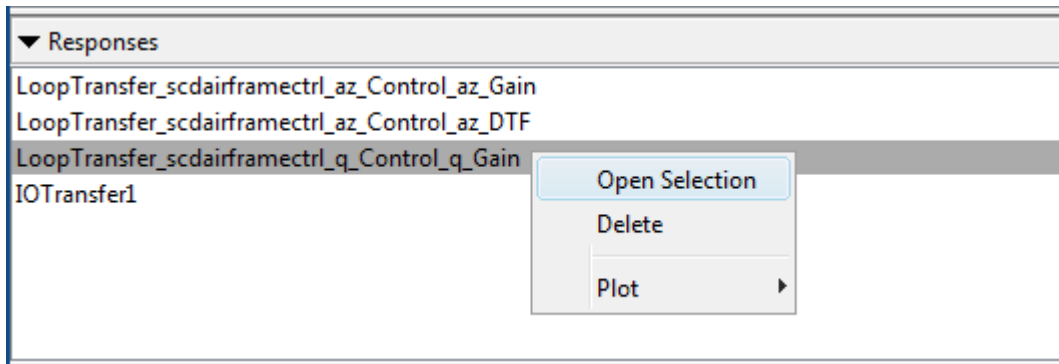 Responses
LoopTransfer_scdairframectrl_az_Control_az_Gain
LoopTransfer_scdairframectrl_az_Control_az_DTF
LoopTransfer_scdairframectrl_q_Control_q_Gain
IOTransfer1
Open Selection
Delete
Plot